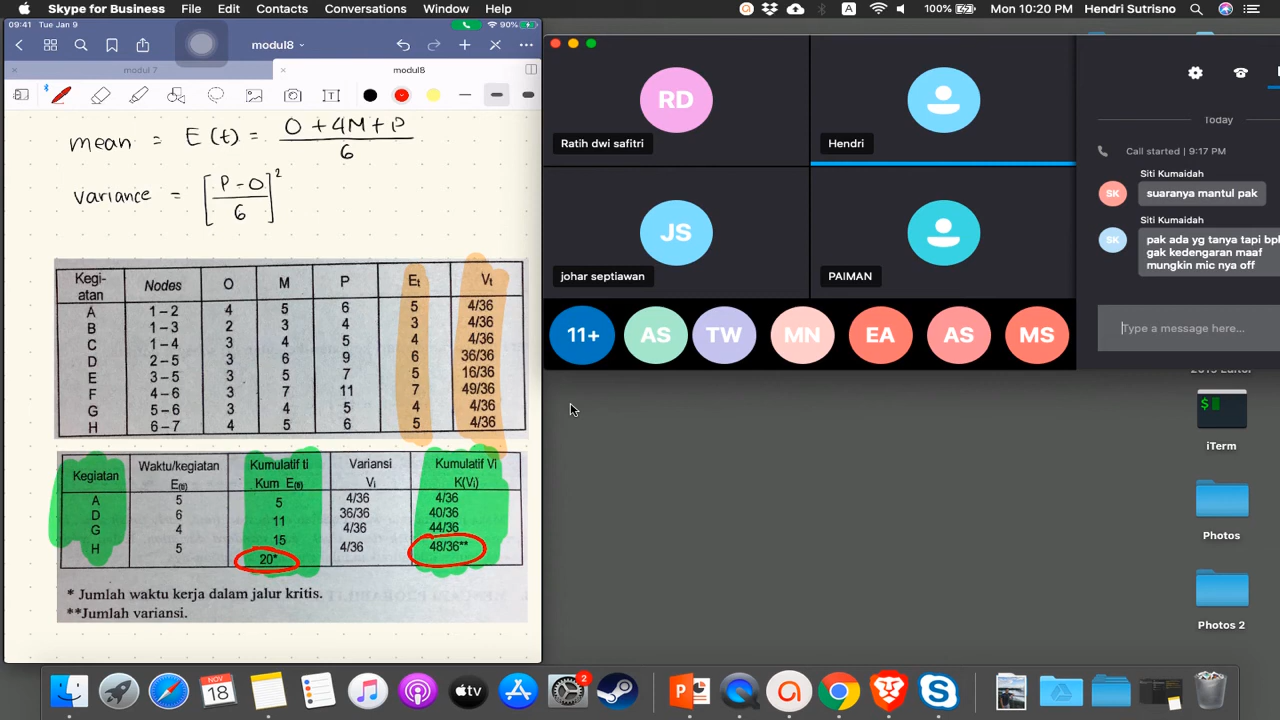 Skype for Business File Edit Contacts Conversations Window Help
100% Mon 10:20 PM Hendri Sutrisno
09:41 Tue Jan 9
90%
modul8
modul 7 modul8
mean = E (t) = O + 4M + P
6
variance = [P - O]2
6
Kegi-
atan Nodes O M P Et Vt
A 1 – 2 4 5 6 5 4/36
B 1 – 3 2 3 4 3 4/36
C 1 – 4 3 4 5 4 4/36
D 2 – 5 3 6 9 6 36/36
E 3 – 5 3 5 7 5 16/36
F 4 – 6 3 7 11 7 49/36
G 5 – 6 3 4 5 4 4/36
H 6 – 7 4 5 6 5 4/36
Kegiatan Waktu/kegiatan Kumulatif ti Variansi Kumulatif Vi
E(t) Kum E(t) Vi K(Vi)
A 5 5 4/36 4/36
D 6 11 36/36 40/36
G 4 15 4/36 44/36
H 5 20* 4/36 48/36**
* Jumlah waktu kerja dalam jalur kritis.
**Jumlah variansi.
RD
Ratih dwi safitri
Hendri
JS
johar septiawan
PAIMAN
11+ AS TW MN EA AS MS
Today
Call started | 9:17 PM
Siti Kumaidah
SK suaranya mantul pak
Siti Kumaidah
SK pak ada yg tanya tapi bpk
gak kedengaran maaf
mungkin mic nya off
Type a message here...
iTerm
Photos
Photos 2
NOV
18
2